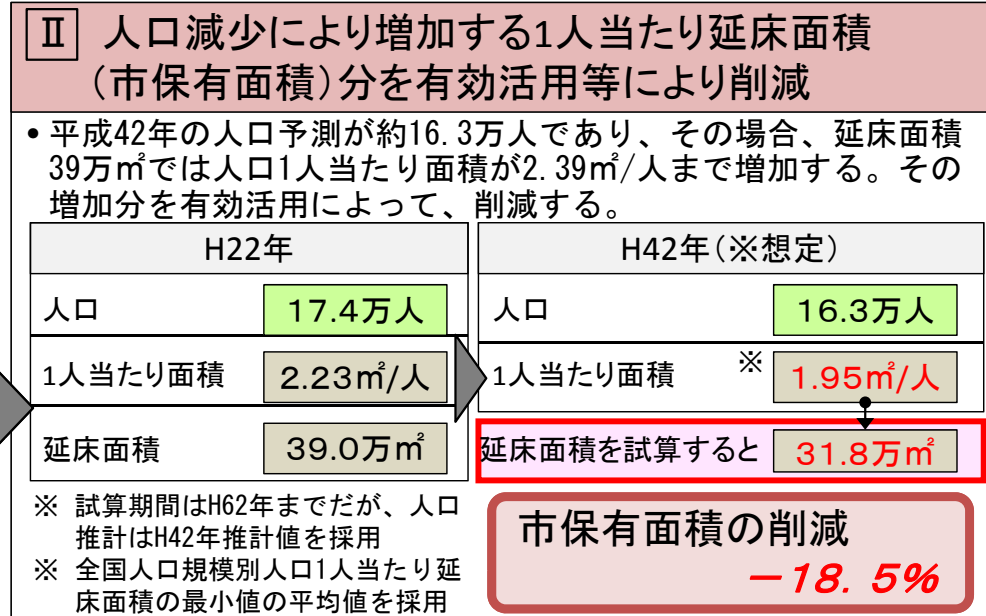 Ⅱ 人口減少により増加する1人当たり延床面積
(市保有面積)分を有効活用等により削減
• 平成42年の人口予測が約16.3万人であり、その場合、延床面積
39万㎡では人口1人当たり面積が2.39㎡/人まで増加する。その
増加分を有効活用によって、削減する。
H22年
人口 17.4万人
1人当たり面積 2.23㎡/人
延床面積 39.0万㎡
H42年(※想定)
人口 16.3万人
1人当たり面積 ※ 1.95㎡/人
延床面積を試算すると 31.8万㎡
※ 試算期間はH62年までだが、人口
推計はH42年推計値を採用
※ 全国人口規模別人口1人当たり延
床面積の最小値の平均値を採用
市保有面積の削減
－18.5%